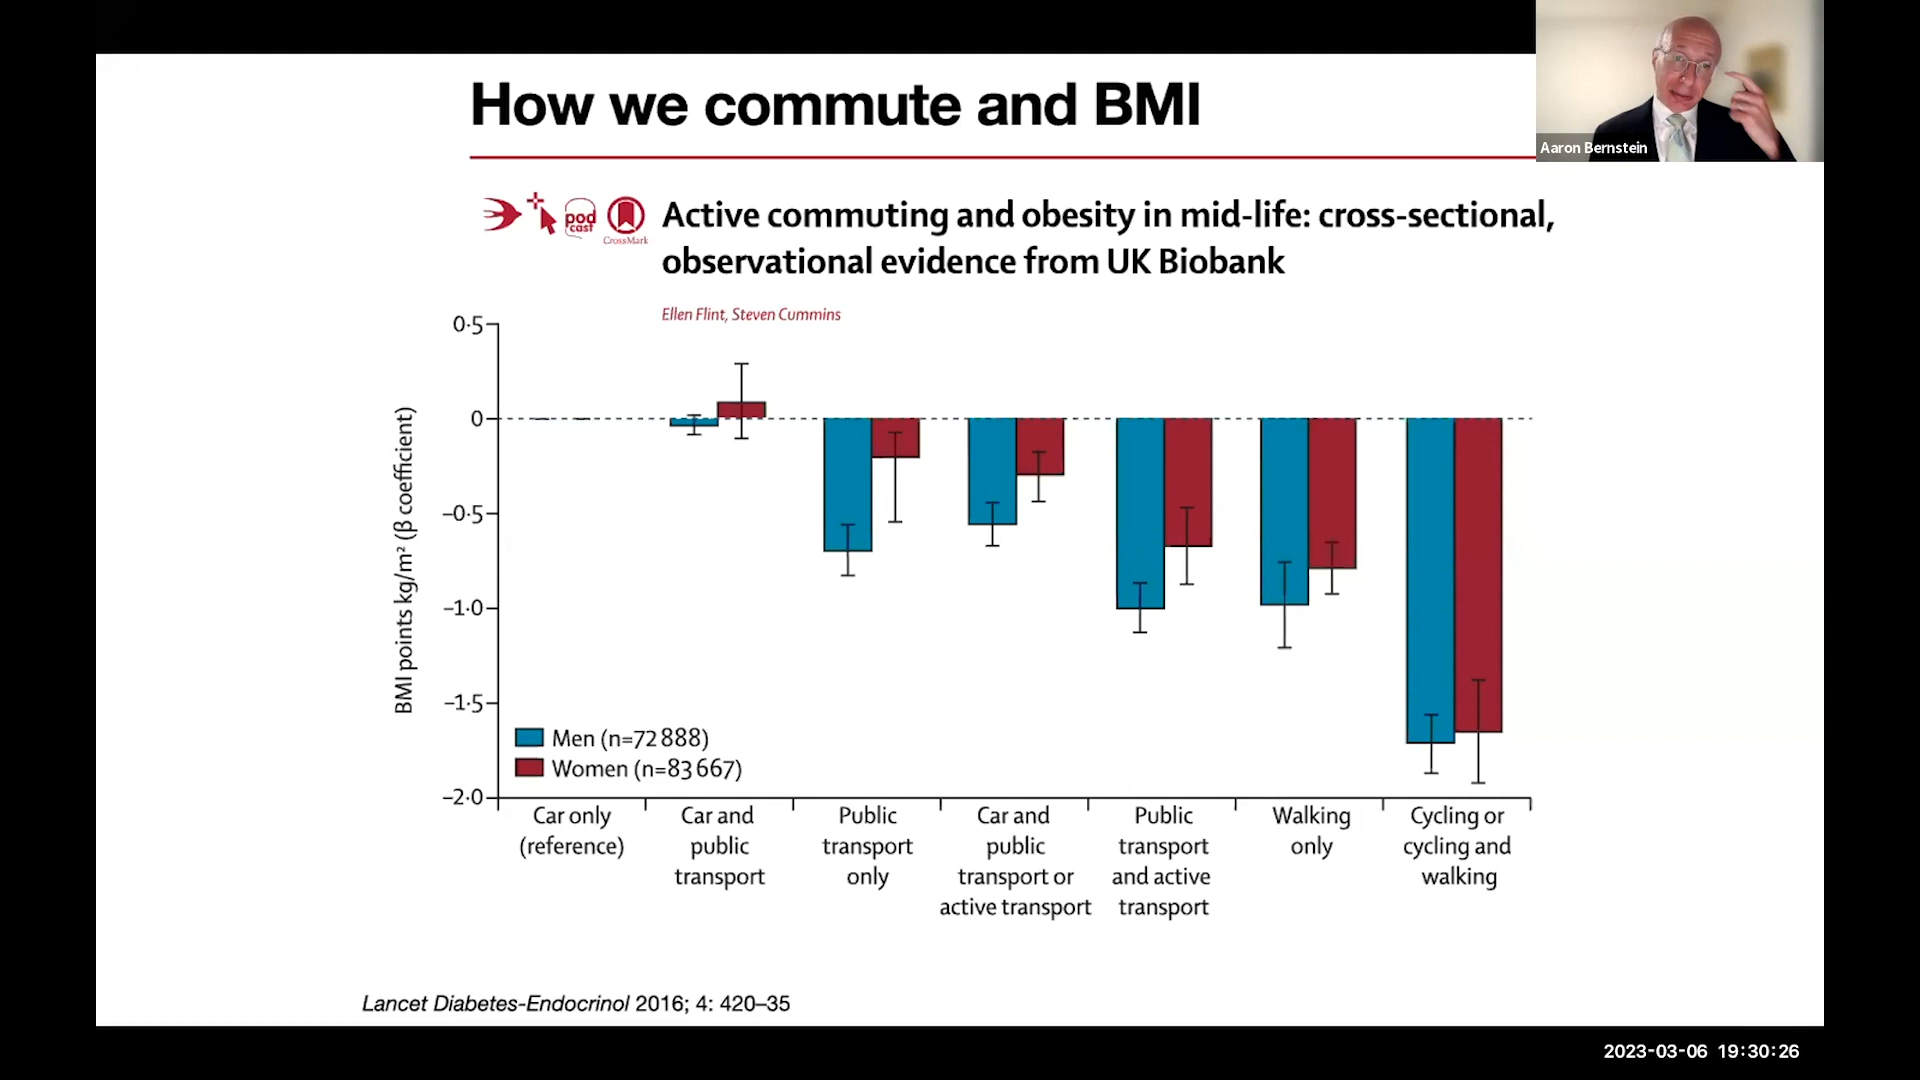 How we commute and BMI
Aaron Bernstein
pod
cast
CrossMark
Active commuting and obesity in mid-life: cross-sectional,
observational evidence from UK Biobank
Ellen Flint, Steven Cummins
BMI points kg/m² (β coefficient)
0·5
0
–0·5
–1·0
–1·5
–2·0
Men (n=72 888)
Women (n=83 667)
Car only
(reference)
Car and
public
transport
Public
transport
only
Car and
public
transport or
active transport
Public
transport
and active
transport
Walking
only
Cycling or
cycling and
walking
Lancet Diabetes-Endocrinol 2016; 4: 420–35
2023-03-06 19:30:26